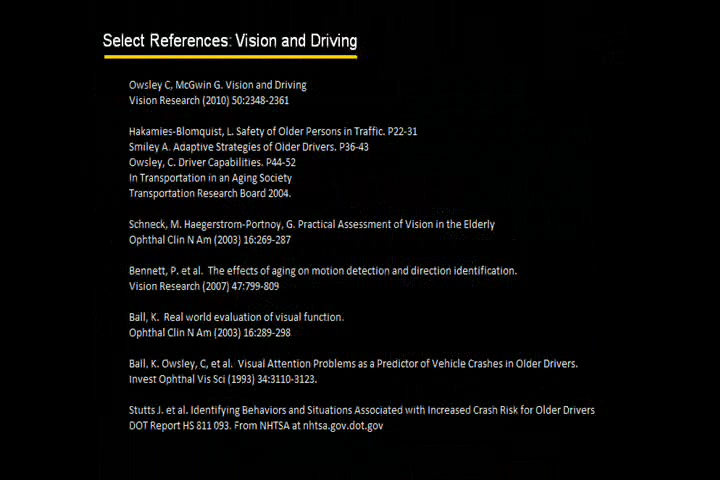 Select References: Vision and Driving
Owsley C, McGwin G. Vision and Driving
Vision Research (2010) 50:2348-2361
Hakamies-Blomquist, L. Safety of Older Persons in Traffic. P22-31
Smiley A. Adaptive Strategies of Older Drivers. P36-43
Owsley, C. Driver Capabilities. P44-52
In Transportation in an Aging Society
Transportation Research Board 2004.
Schneck, M. Haegerstrom-Portnoy, G. Practical Assessment of Vision in the Elderly
Ophthal Clin N Am (2003) 16:269-287
Bennett, P. et al. The effects of aging on motion detection and direction identification.
Vision Research (2007) 47:799-809
Ball, K. Real world evaluation of visual function.
Ophthal Clin N Am (2003) 16:289-298
Ball, K. Owsley, C, et al. Visual Attention Problems as a Predictor of Vehicle Crashes in Older Drivers.
Invest Ophthal Vis Sci (1993) 34:3110-3123.
Stutts J. et al. Identifying Behaviors and Situations Associated with Increased Crash Risk for Older Drivers
DOT Report HS 811 093. From NHTSA at nhtsa.gov.dot.gov